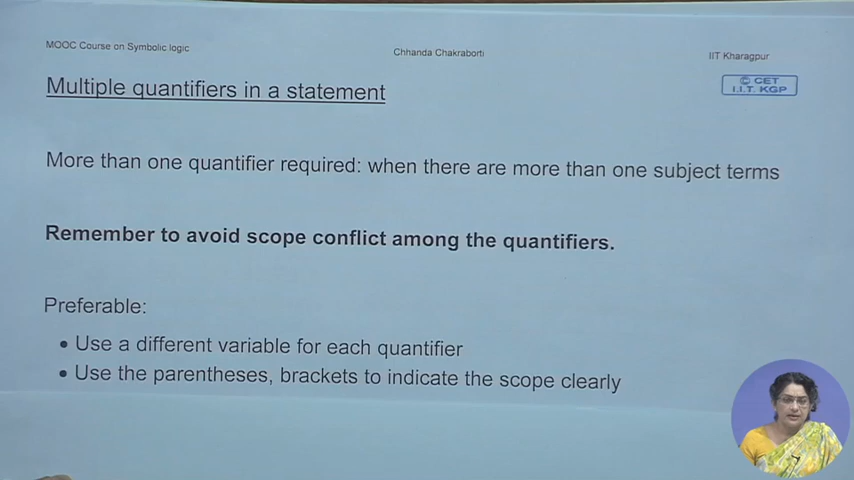 MOOC Course on Symbolic logic
Chhanda Chakraborti
IIT Kharagpur
© CET
I.I.T. KGP
Multiple quantifiers in a statement
More than one quantifier required: when there are more than one subject terms
Remember to avoid scope conflict among the quantifiers.
Preferable:
• Use a different variable for each quantifier
• Use the parentheses, brackets to indicate the scope clearly